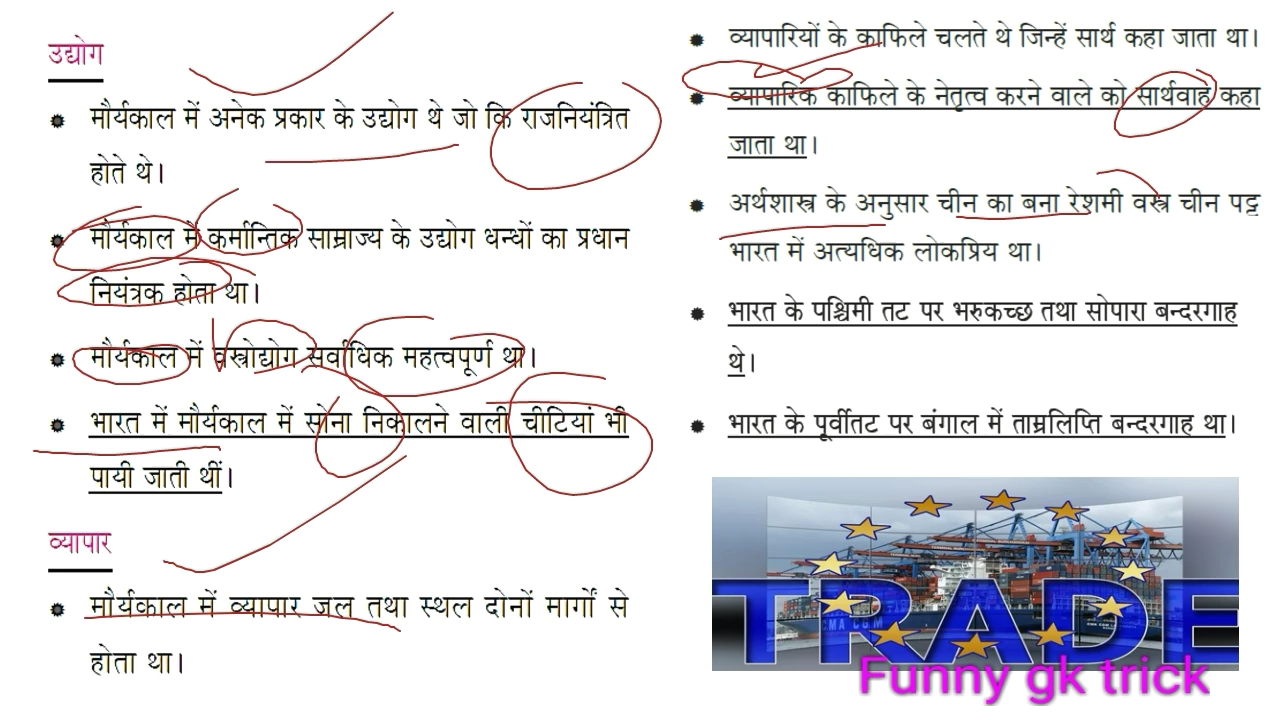 उद्योग
मौर्यकाल में अनेक प्रकार के उद्योग थे जो कि राजनियंत्रित
होते थे।
मौर्यकाल में कर्मान्तिक साम्राज्य के उद्योग धन्धों का प्रधान
नियंत्रक होता था।
मौर्यकाल में वस्त्रोद्योग सर्वाधिक महत्वपूर्ण था।
भारत में मौर्यकाल में सोना निकालने वाली चीटियां भी
पायी जाती थीं।
व्यापार
मौर्यकाल में व्यापार जल तथा स्थल दोनों मार्गों से
होता था।
व्यापारियों के काफिले चलते थे जिन्हें सार्थ कहा जाता था।
व्यापारिक काफिले के नेतृत्व करने वाले को सार्थवाह कहा
जाता था।
अर्थशास्त्र के अनुसार चीन का बना रेशमी वस्त्र चीन पट्ट
भारत में अत्यधिक लोकप्रिय था।
भारत के पश्चिमी तट पर भरुकच्छ तथा सोपारा बन्दरगाह
थे।
भारत के पूर्वीतट पर बंगाल में ताम्रलिप्ति बन्दरगाह था।
TRADE
CMA CGM
Funny gk trick